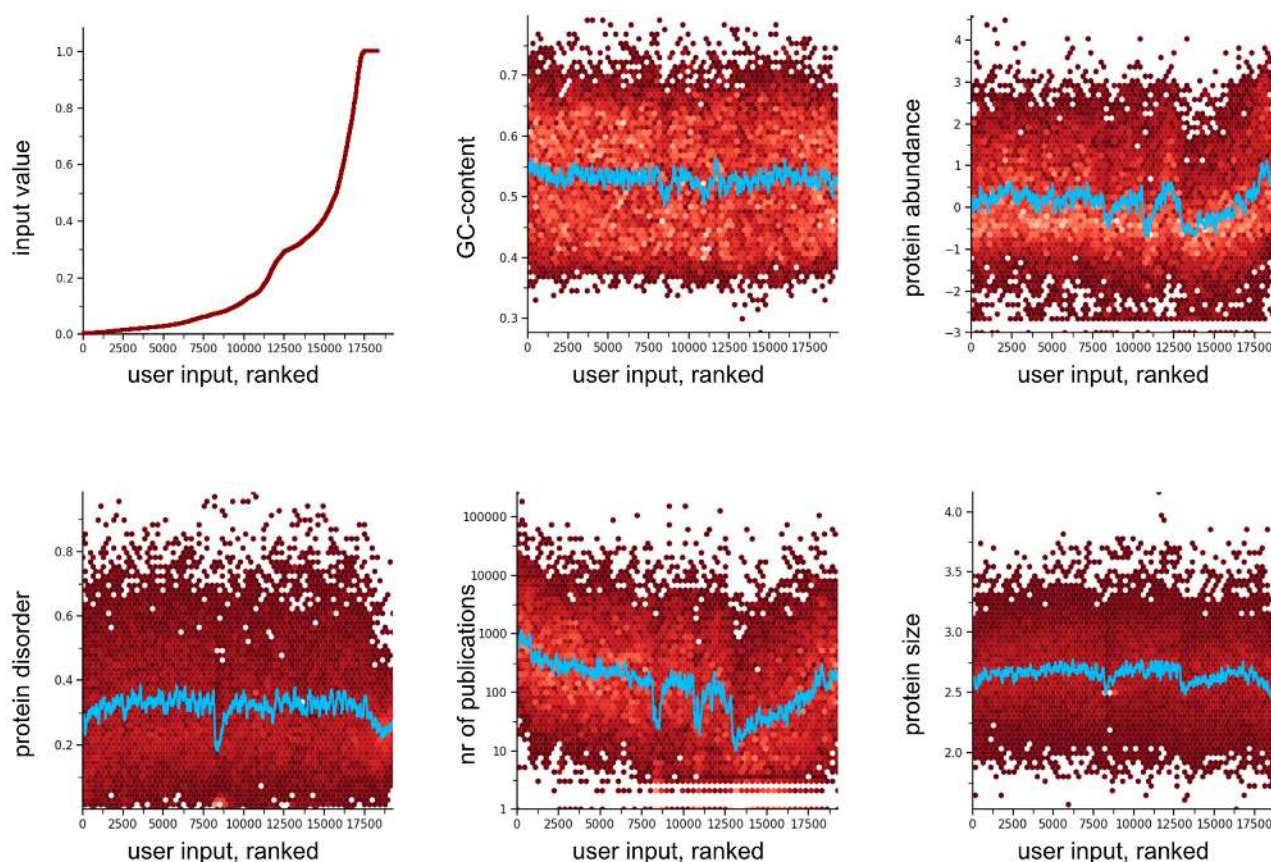 input value
1.0
0.8
0.6
0.4
0.2
0.0
0 2500 5000 7500 10000 12500 15000 17500
user input, ranked
GC-content
0.7
0.6
0.5
0.4
0.3
0 2500 5000 7500 10000 12500 15000 17500
user input, ranked
protein abundance
4
3
2
1
0
−1
−2
−3
0 2500 5000 7500 10000 12500 15000 17500
user input, ranked
protein disorder
0.8
0.6
0.4
0.2
0 2500 5000 7500 10000 12500 15000 17500
user input, ranked
nr of publications
100000
10000
1000
100
10
1
0 2500 5000 7500 10000 12500 15000 17500
user input, ranked
protein size
4.0
3.5
3.0
2.5
2.0
0 2500 5000 7500 10000 12500 15000 17500
user input, ranked